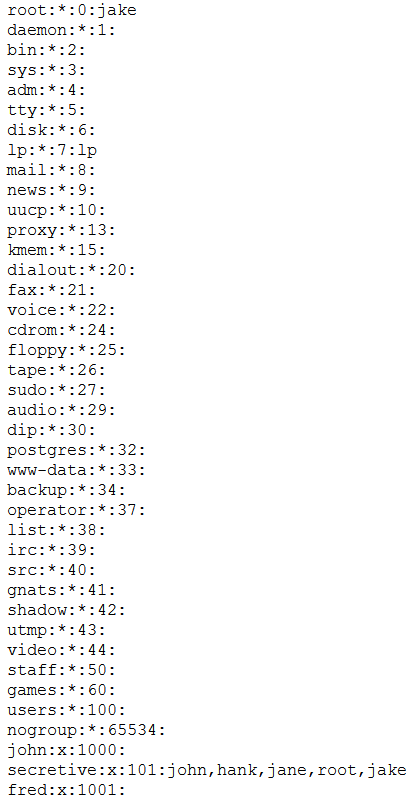 root:*:0:jake
daemon:*:1:
bin:*:2:
sys:*:3:
adm:*:4:
tty:*:5:
disk:*:6:
lp:*:7:lp
mail:*:8:
news:*:9:
uucp:*:10:
proxy:*:13:
kmem:*:15:
dialout:*:20:
fax:*:21:
voice:*:22:
cdrom:*:24:
floppy:*:25:
tape:*:26:
sudo:*:27:
audio:*:29:
dip:*:30:
postgres:*:32:
www-data:*:33:
backup:*:34:
operator:*:37:
list:*:38:
irc:*:39:
src:*:40:
gnats:*:41:
shadow:*:42:
utmp:*:43:
video:*:44:
staff:*:50:
games:*:60:
users:*:100:
nogroup:*:65534:
john:x:1000:
secretive:x:101:john,hank,jane,root,jake
fred:x:1001: